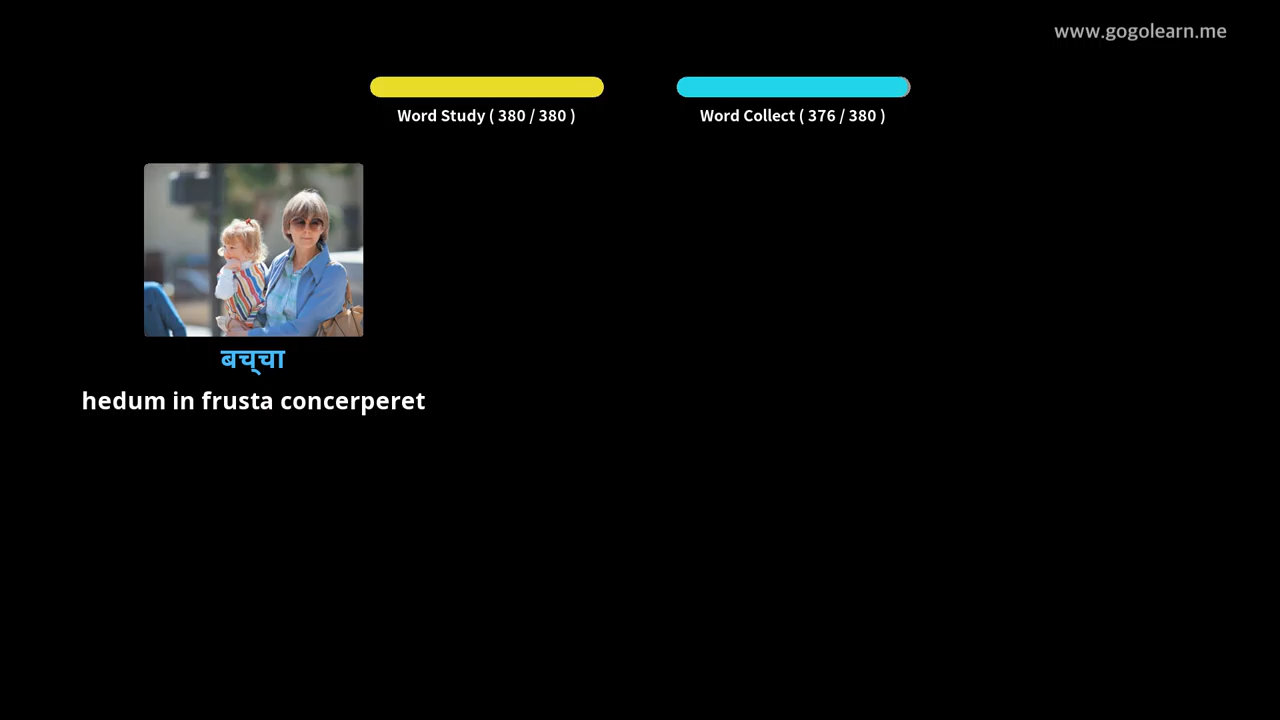 www.gogolearn.me
Word Study ( 380 / 380 )
Word Collect ( 376 / 380 )
बच्चा
hedum in frusta concerperet